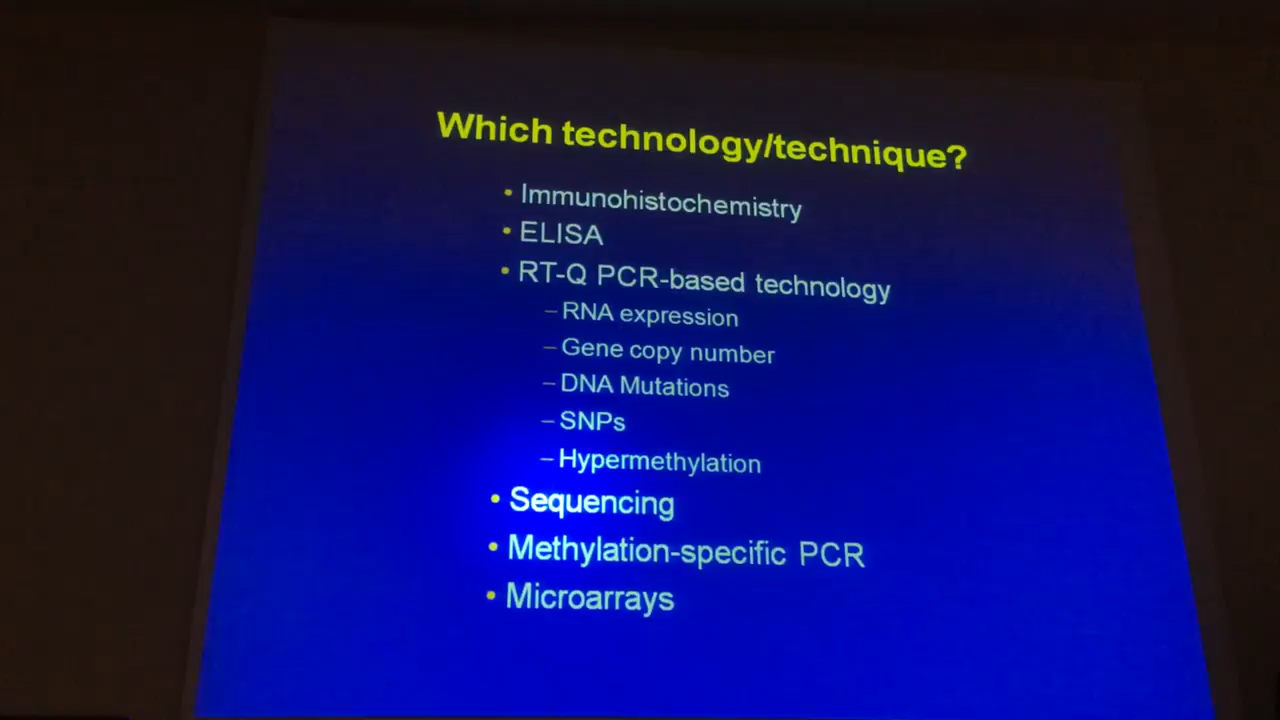 Which technology/technique?
• Immunohistochemistry
• ELISA
• RT-Q PCR-based technology
– RNA expression
– Gene copy number
– DNA Mutations
– SNPs
– Hypermethylation
• Sequencing
• Methylation-specific PCR
• Microarrays